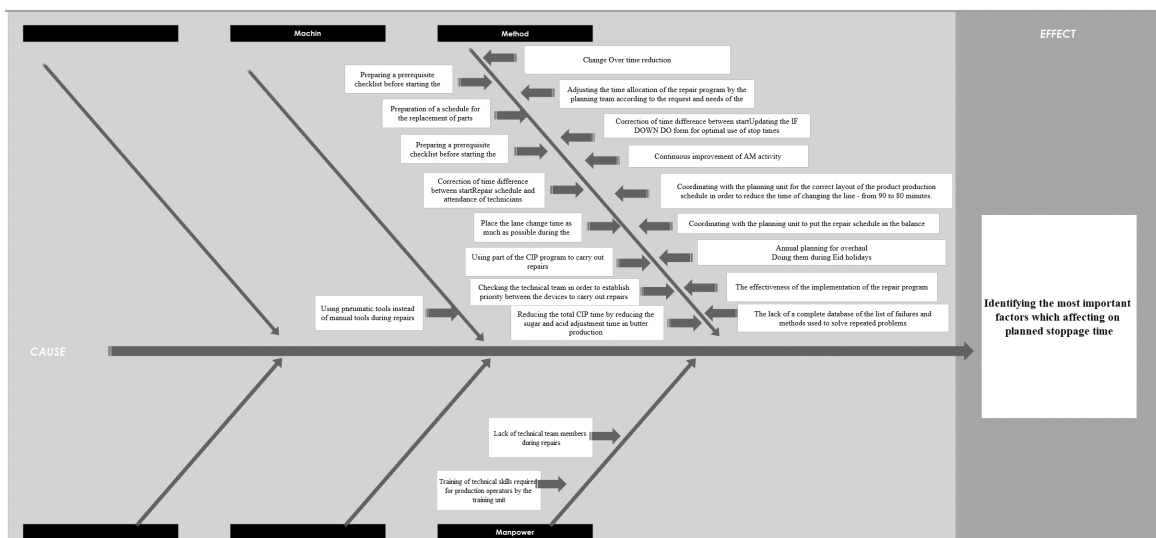 Machin
Method
EFFECT
Change Over time reduction
Preparing a prerequisite
checklist before starting the
Adjusting the time allocation of the repair program by the
planning team according to the request and needs of the
Preparation of a schedule for
the replacement of parts
Correction of time difference between startUpdating the IF
DOWN DO form for optimal use of stop times
Preparing a prerequisite
checklist before starting the
Continuous improvement of AM activity
Correction of time difference
between startRepair schedule and
attendance of technicians
Coordinating with the planning unit for the correct layout of the product production
schedule in order to reduce the time of changing the line - from 90 to 80 minutes.
Place the lane change time as
much as possible during the
Coordinating with the planning unit to put the repair schedule in the balance
Using part of the CIP program to carry out
repairs
Annual planning for overhaul
Doing them during Eid holidays
Checking the technical team in order to establish
priority between the devices to carry out repairs
The effectiveness of the implementation of the repair program
Using pneumatic tools instead
of manual tools during repairs
Reducing the total CIP time by reducing the
sugar and acid adjustment time in butter
production
The lack of a complete database of the list of failures and
methods used to solve repeated problems
Identifying the most important
factors which affecting on
planned stoppage time
CAUSE
Lack of technical team members
during repairs
Training of technical skills required
for production operators by the
training unit
Manpower